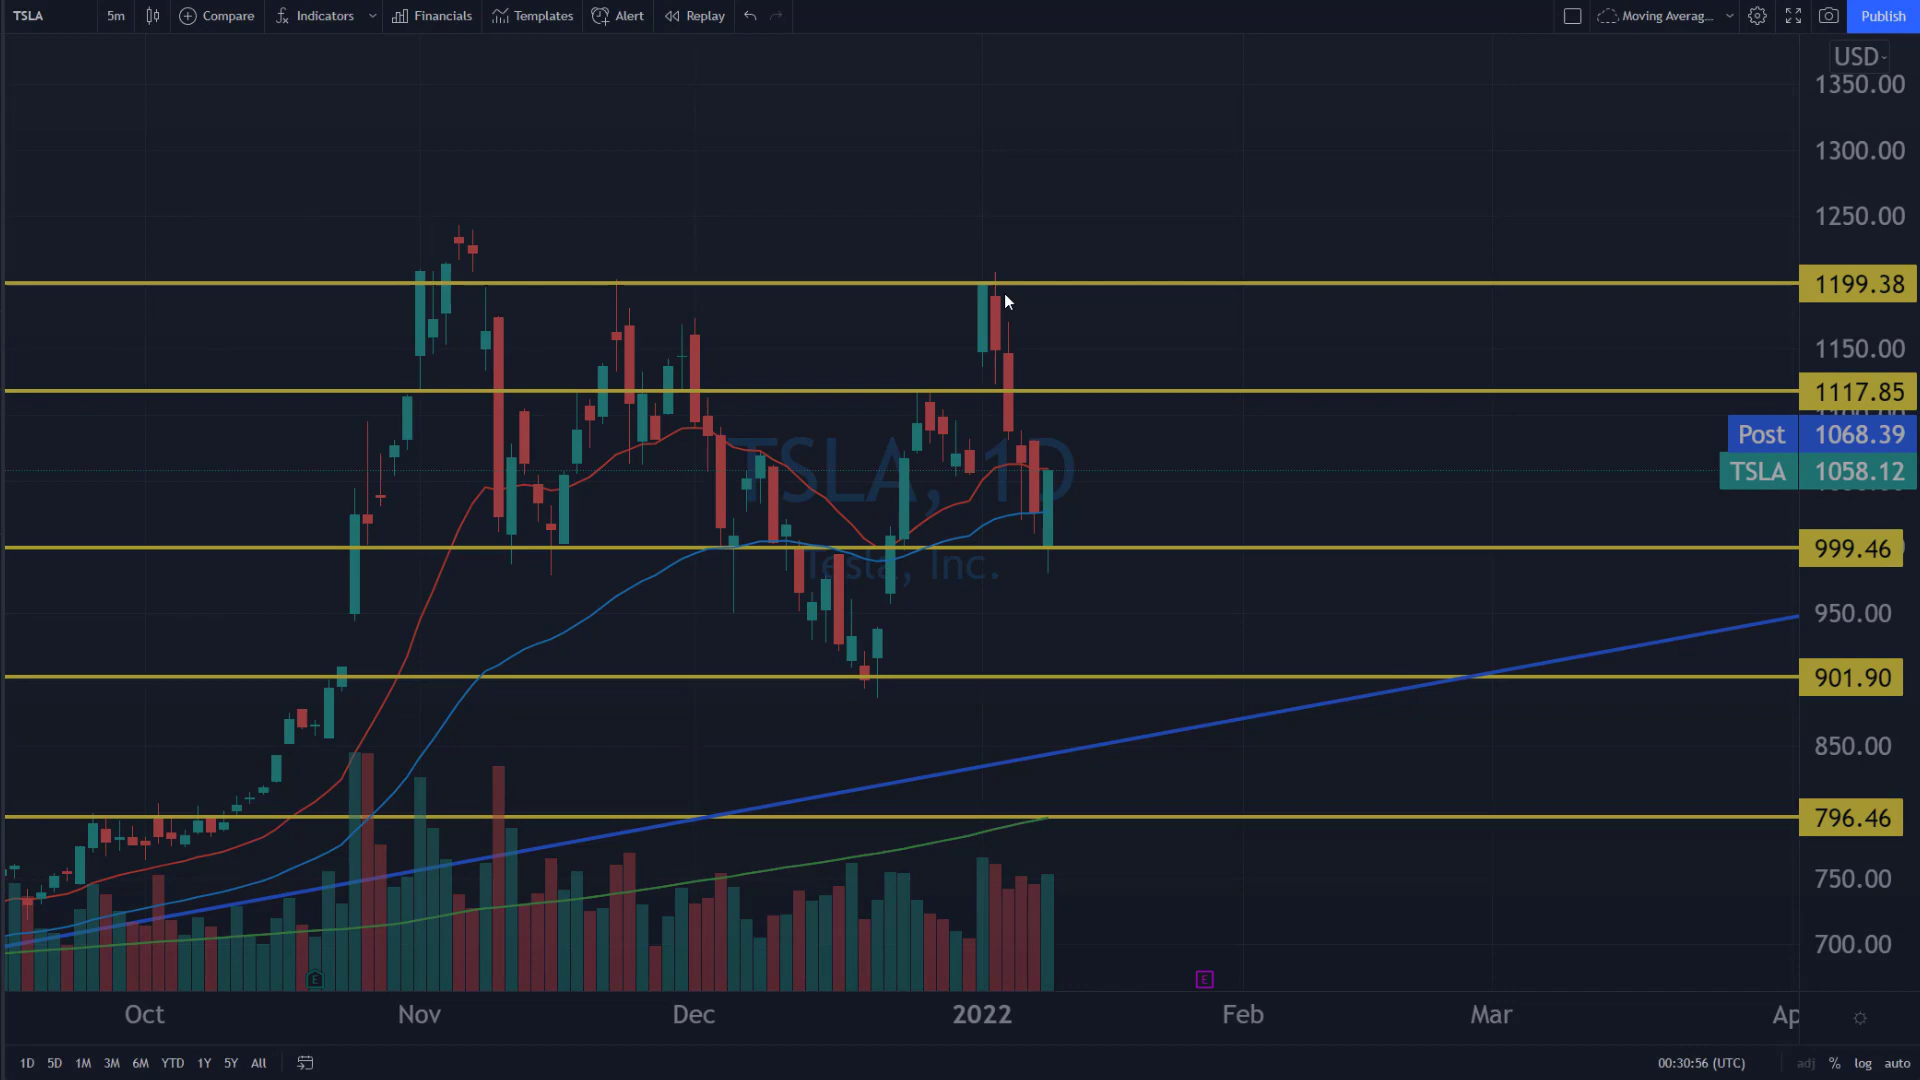 TSLA 5m Compare Indicators Financials Templates Alert Replay Moving Averag... Publish
USD
1350.00
1300.00
1250.00
1199.38
1150.00
1117.85
Post 1068.39
TSLA 1058.12
TSLA, 1D
999.46
Tesla, Inc.
950.00
901.90
850.00
796.46
750.00
700.00
E E
Oct Nov Dec 2022 Feb Mar Ap
1D 5D 1M 3M 6M YTD 1Y 5Y All 00:30:56 (UTC) adj % log auto